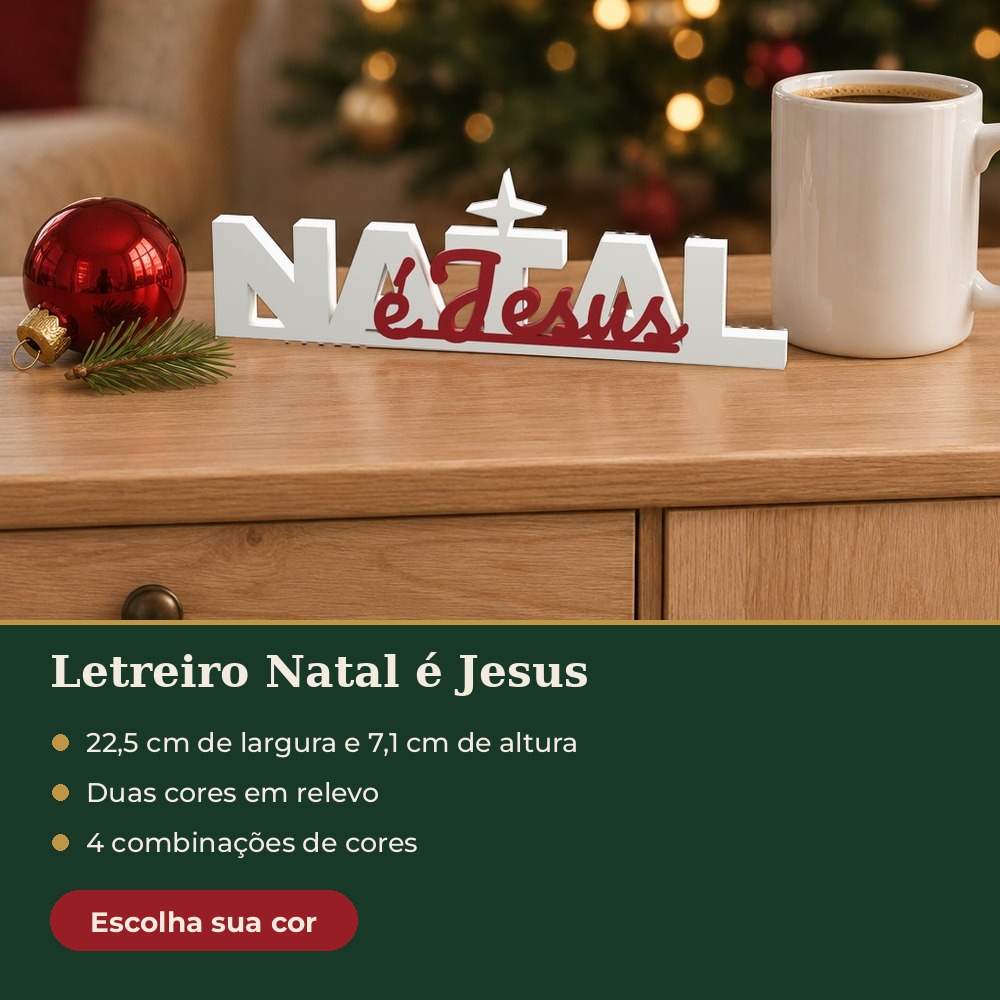 NATAL
é Jesus
Letreiro Natal é Jesus
22,5 cm de largura e 7,1 cm de altura
Duas cores em relevo
4 combinações de cores
Escolha sua cor